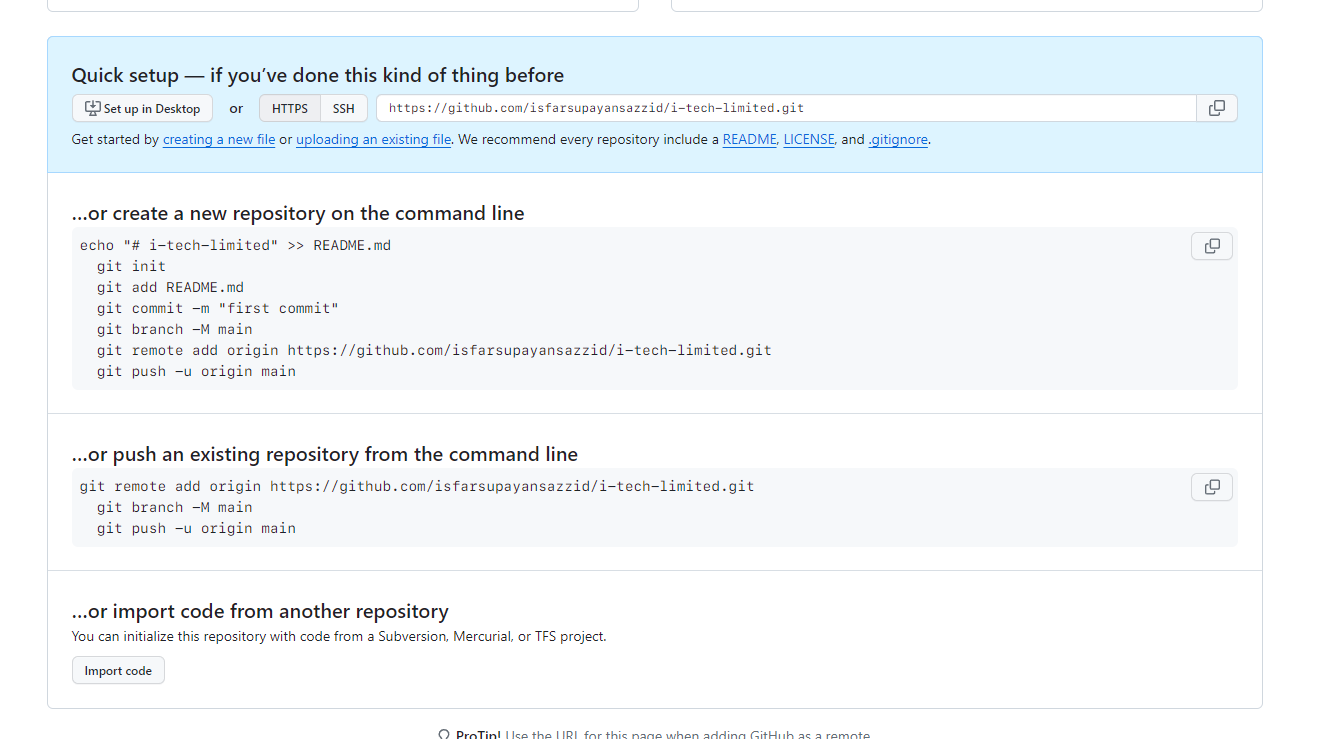 Quick setup — if you’ve done this kind of thing before
Set up in Desktop or HTTPS SSH https://github.com/isfarsupayansazzid/i-tech-limited.git
Get started by creating a new file or uploading an existing file. We recommend every repository include a README, LICENSE, and .gitignore.
…or create a new repository on the command line
echo "# i-tech-limited" >> README.md
git init
git add README.md
git commit -m "first commit"
git branch -M main
git remote add origin https://github.com/isfarsupayansazzid/i-tech-limited.git
git push -u origin main
…or push an existing repository from the command line
git remote add origin https://github.com/isfarsupayansazzid/i-tech-limited.git
git branch -M main
git push -u origin main
…or import code from another repository
You can initialize this repository with code from a Subversion, Mercurial, or TFS project.
Import code
ProTip! Use the URL for this page when adding GitHub as a remote.